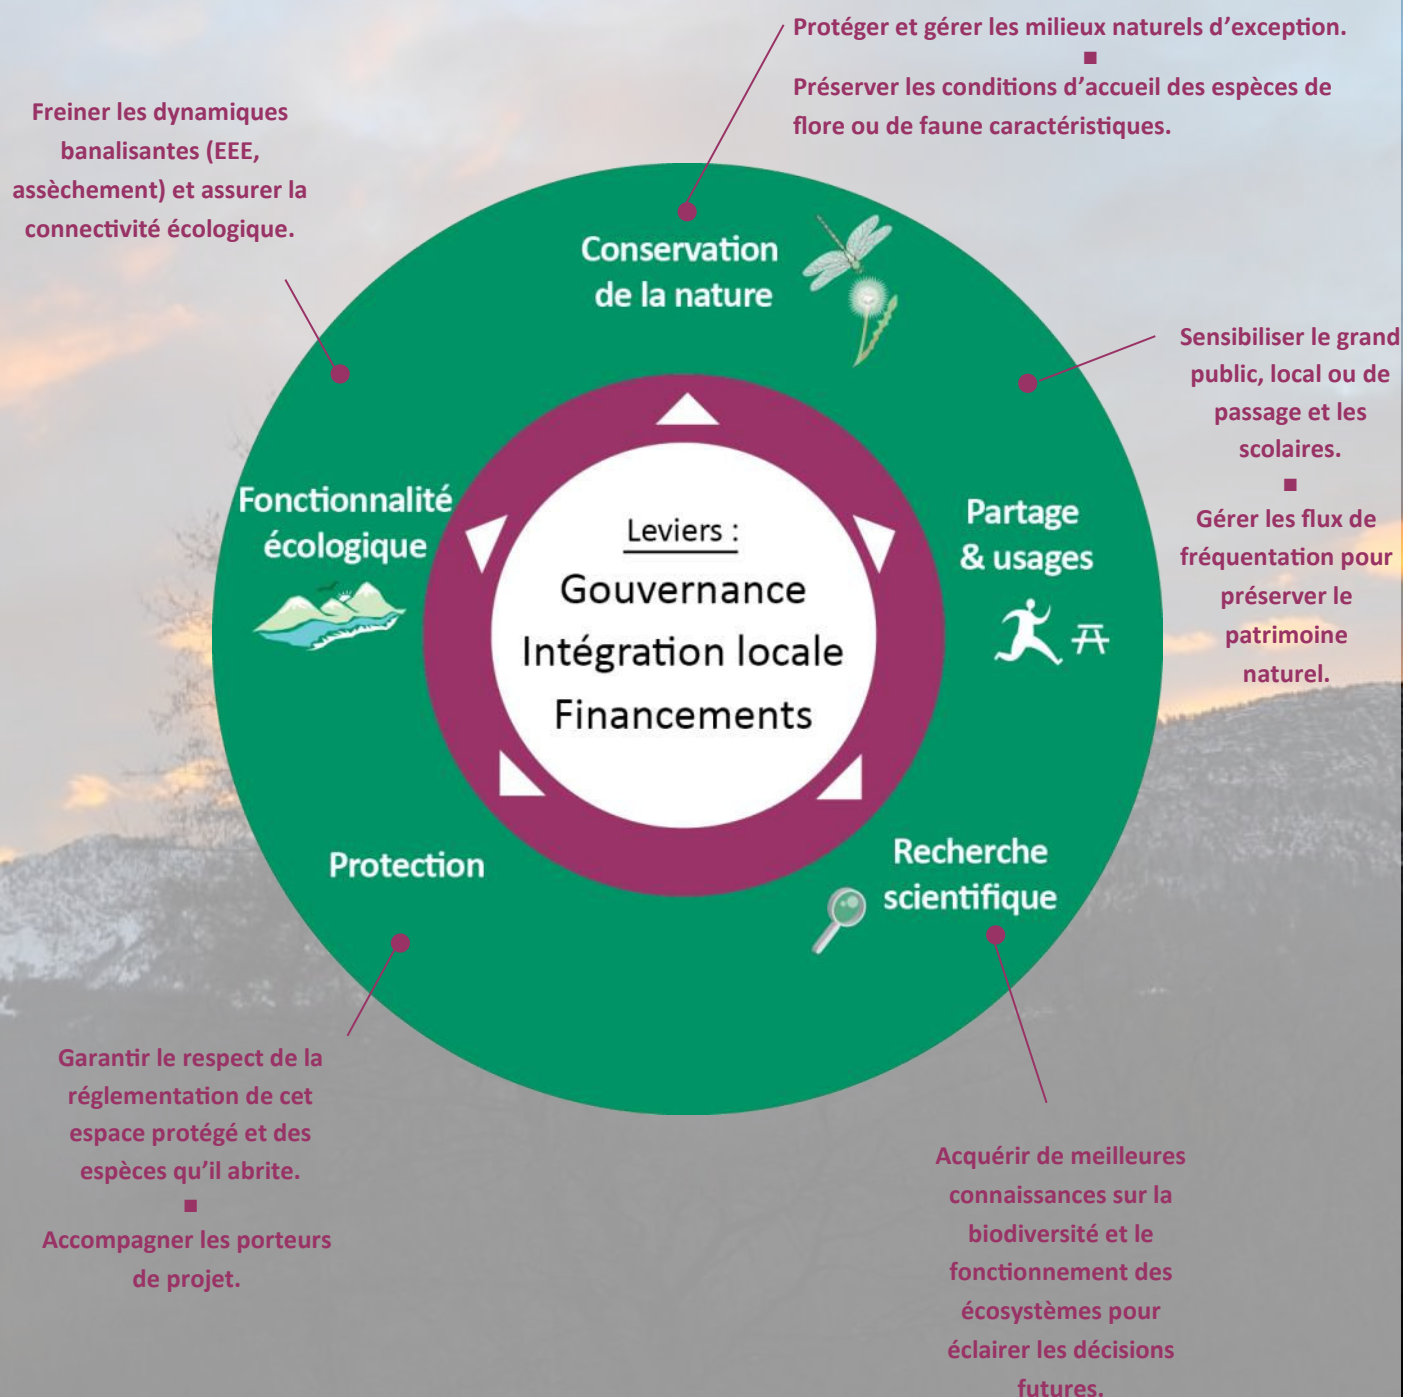 Protéger et gérer les milieux naturels d’exception.
■
Préserver les conditions d’accueil des espèces de
flore ou de faune caractéristiques.
Freiner les dynamiques
banalisantes (EEE,
assèchement) et assurer la
connectivité écologique.
Conservation
de la nature
Sensibiliser le grand
public, local ou de
passage et les
scolaires.
■
Gérer les flux de
fréquentation pour
préserver le
patrimoine
naturel.
Fonctionnalité
écologique
Partage
& usages
Leviers :
Gouvernance
Intégration locale
Financements
Protection
Recherche
scientifique
Garantir le respect de la
réglementation de cet
espace protégé et des
espèces qu’il abrite.
■
Accompagner les porteurs
de projet.
Acquérir de meilleures
connaissances sur la
biodiversité et le
fonctionnement des
écosystèmes pour
éclairer les décisions
futures.